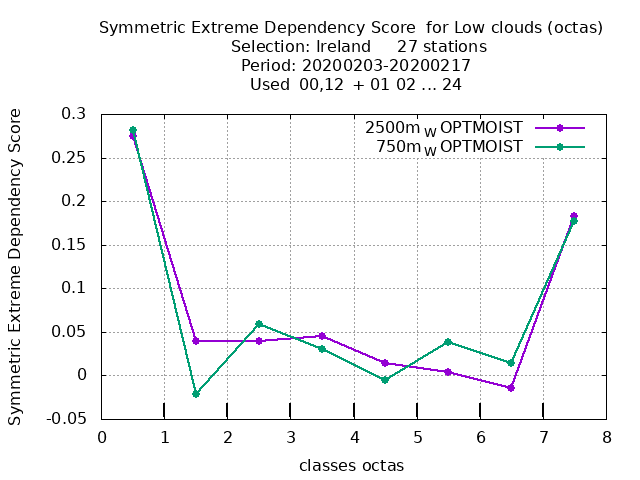 Symmetric Extreme Dependency Score  for Low clouds (octas)
Selection: Ireland     27 stations
Period: 20200203-20200217
Used  00,12  + 01 02 ... 24
2500m W OPTMOIST
750m W OPTMOIST
Symmetric Extreme Dependency Score
0.3
0.25
0.2
0.15
0.1
0.05
0
-0.05
0 1 2 3 4 5 6 7 8
classes octas